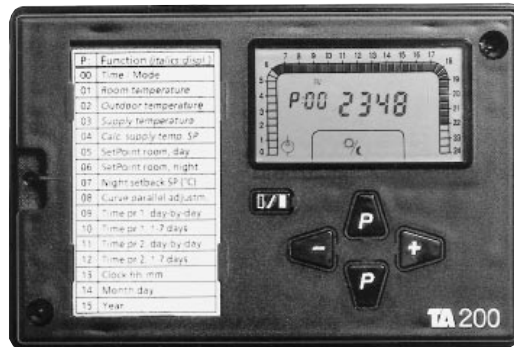 P Function (italics displ.)
00 Time - Mode
01 Room temperature
02 Outdoor temperature
03 Supply temperature
04 Calc. supply temp. SP
05 SetPoint room, day
06 SetPoint room, night
07 Night setback SP (°C)
08 Curve parallel adjustm.
09 Time pr. 1. day-by-day
10 Time pr. 1. 1-7 days
11 Time pr. 2. day-by-day
12 Time pr. 2. 1-7 days
13 Clock hh.mm
14 Month day
15 Year
7 8 9 10 11 12 13 14 15 16 17
6 18
5 19
4 20
3 21
2 22
1 23
0 24
P:00 2348
P
- +
P
TA 200